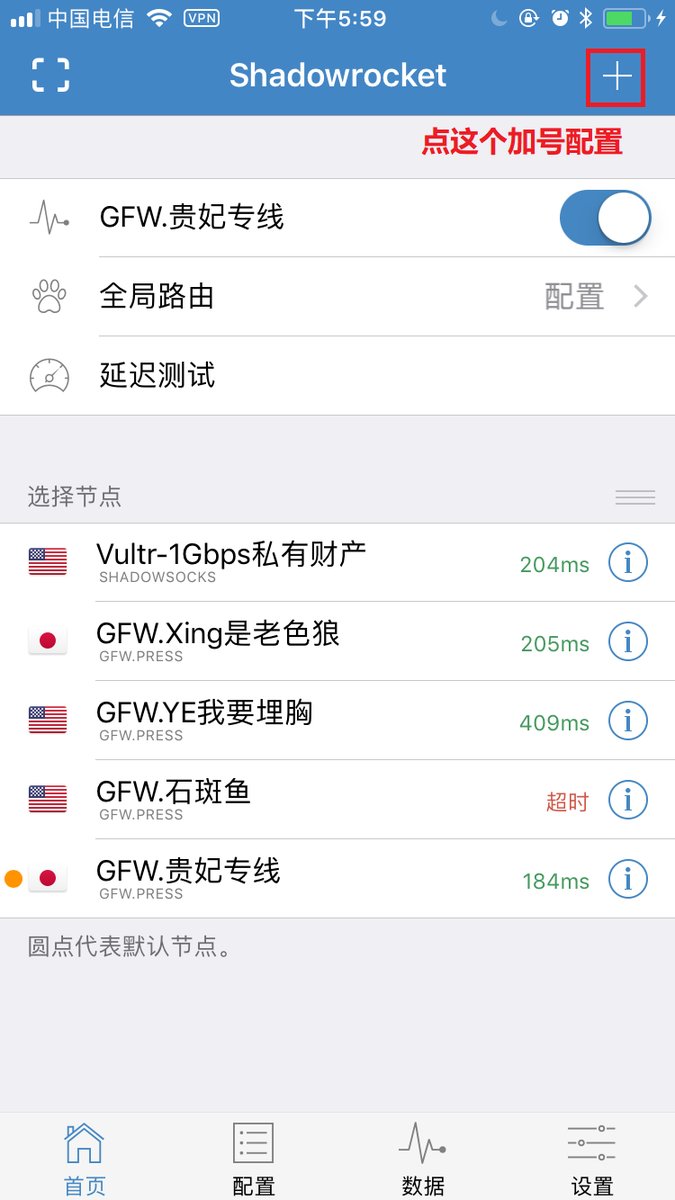 中国电信 VPN 下午5:59
Shadowrocket
点这个加号配置
GFW.贵妃专线
全局路由 配置
延迟测试
选择节点
Vultr-1Gbps私有财产
SHADOWSOCKS
204ms
GFW.Xing是老色狼
GFW.PRESS
205ms
GFW.YE我要埋胸
GFW.PRESS
409ms
GFW.石斑鱼
GFW.PRESS
超时
GFW.贵妃专线
GFW.PRESS
184ms
圆点代表默认节点。
首页 配置 数据 设置